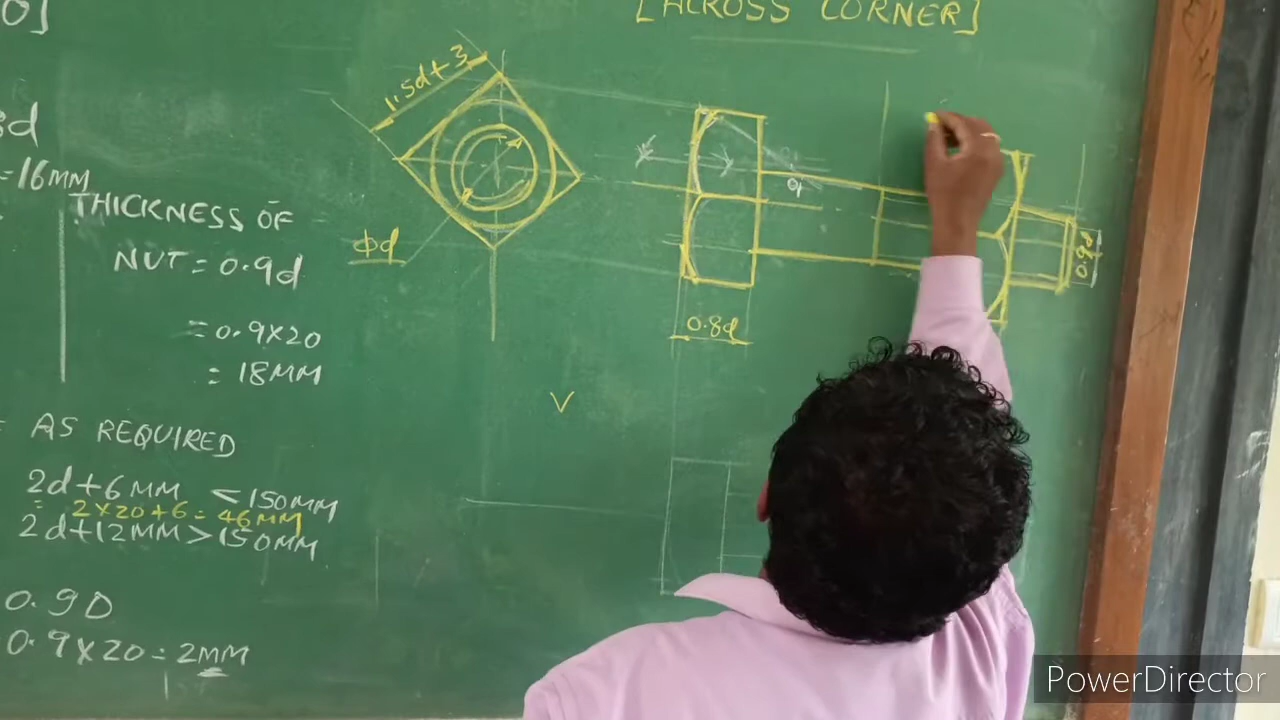 O]
[ACROSS CORNER]
8d
=16MM
THICKNESS OF
NUT = 0.9d
= 0.9×20
= 18MM
AS REQUIRED
2d+6MM <150MM
= 2×20+6 = 46MM
2d+12MM >150MM
0.9D
0.9×20 = 2MM
1.5d+3
ϕd
0.8d
0.9d
V
PowerDirector